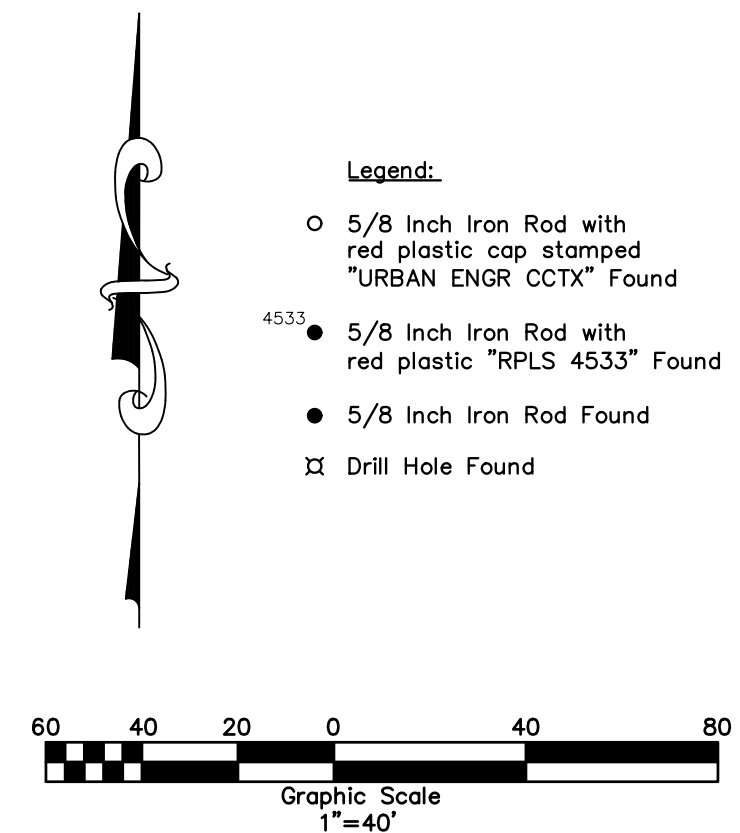 Legend:
5/8 Inch Iron Rod with
red plastic cap stamped
"URBAN ENGR CCTX" Found
4533
5/8 Inch Iron Rod with
red plastic "RPLS 4533" Found
5/8 Inch Iron Rod Found
Drill Hole Found
60 40 20 0 40 80
Graphic Scale
1"=40'